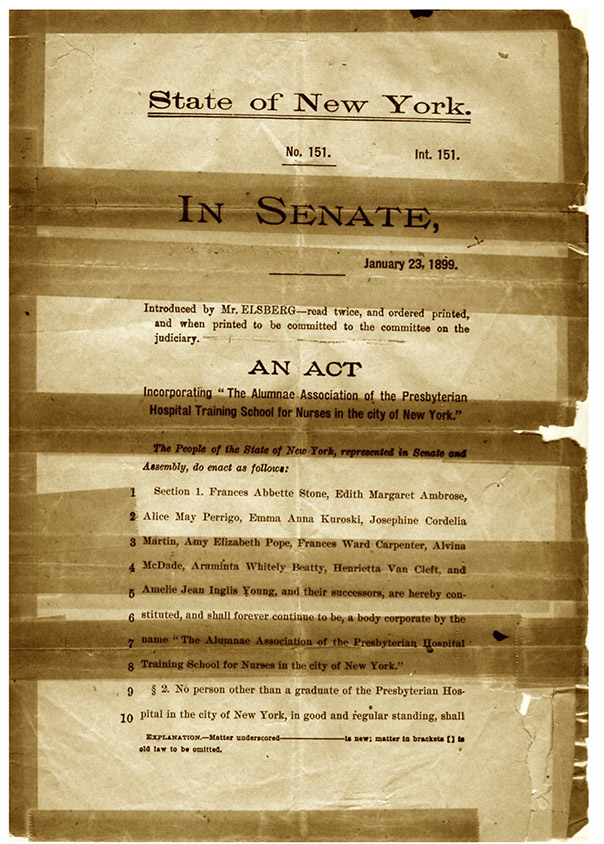 State of New York.
No. 151. Int. 151.
IN SENATE,
January 23, 1899.
Introduced by Mr. ELSBERG—read twice, and ordered printed,
and when printed to be committed to the committee on the
judiciary.
AN ACT
Incorporating "The Alumnae Association of the Presbyterian
Hospital Training School for Nurses in the city of New York."
The People of the State of New York, represented in Senate and
Assembly, do enact as follows:
1 Section 1. Frances Abbette Stone, Edith Margaret Ambrose,
2 Alice May Perrigo, Emma Anna Kuroski, Josephine Cordelia
3 Martin, Amy Elizabeth Pope, Frances Ward Carpenter, Alvina
4 McDade, Araminta Whitely Beatty, Henrietta Van Cleft, and
5 Amelie Jean Inglis Young, and their successors, are hereby con-
6 stituted, and shall forever continue to be, a body corporate by the
7 name "The Alumnae Association of the Presbyterian Hospital
8 Training School for Nurses in the city of New York."
9 § 2. No person other than a graduate of the Presbyterian Hos-
10 pital in the city of New York, in good and regular standing, shall
EXPLANATION.—Matter underscored is new; matter in brackets [ ] is
old law to be omitted.